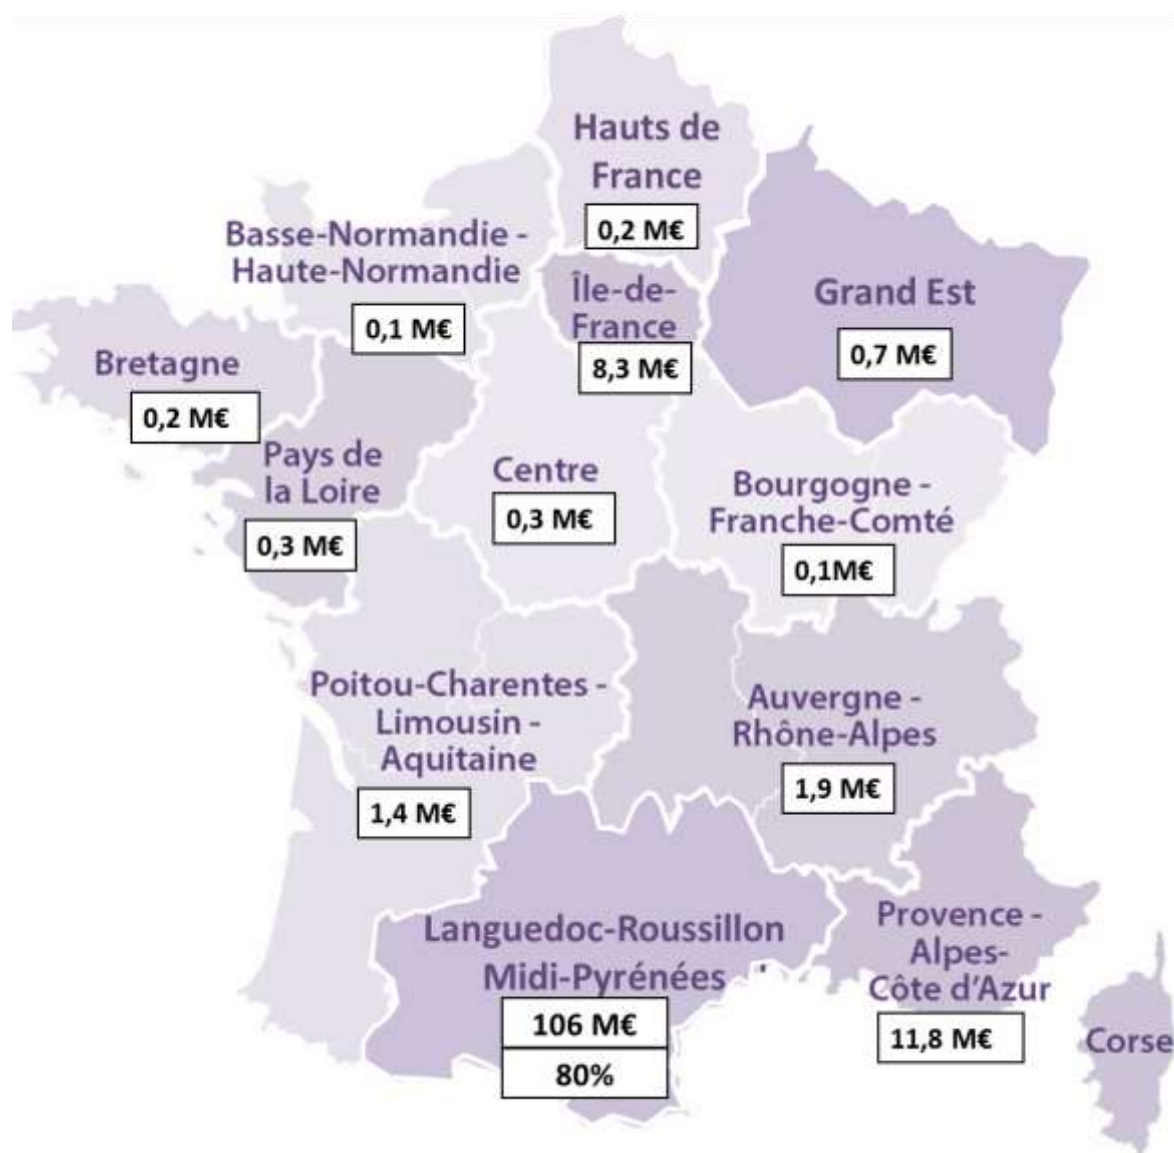 Hauts de
France
0,2 M€
Basse-Normandie -
Haute-Normandie
0,1 M€
Île-de-
France
8,3 M€
Grand Est
0,7 M€
Bretagne
0,2 M€
Pays de
la Loire
0,3 M€
Centre
0,3 M€
Bourgogne -
Franche-Comté
0,1M€
Poitou-Charentes -
Limousin -
Aquitaine
1,4 M€
Auvergne -
Rhône-Alpes
1,9 M€
Languedoc-Roussillon
Midi-Pyrénées
106 M€
80%
Provence -
Alpes-
Côte d'Azur
11,8 M€
Corse